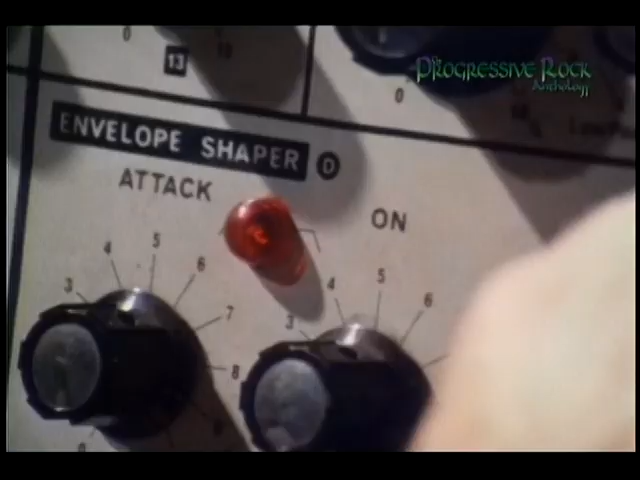 0
13
10
PROGRESSIVE ROCK
Anthology
0
ENVELOPE SHAPER D
ATTACK
ON
3 4 5 6 7 8
3 4 5 6